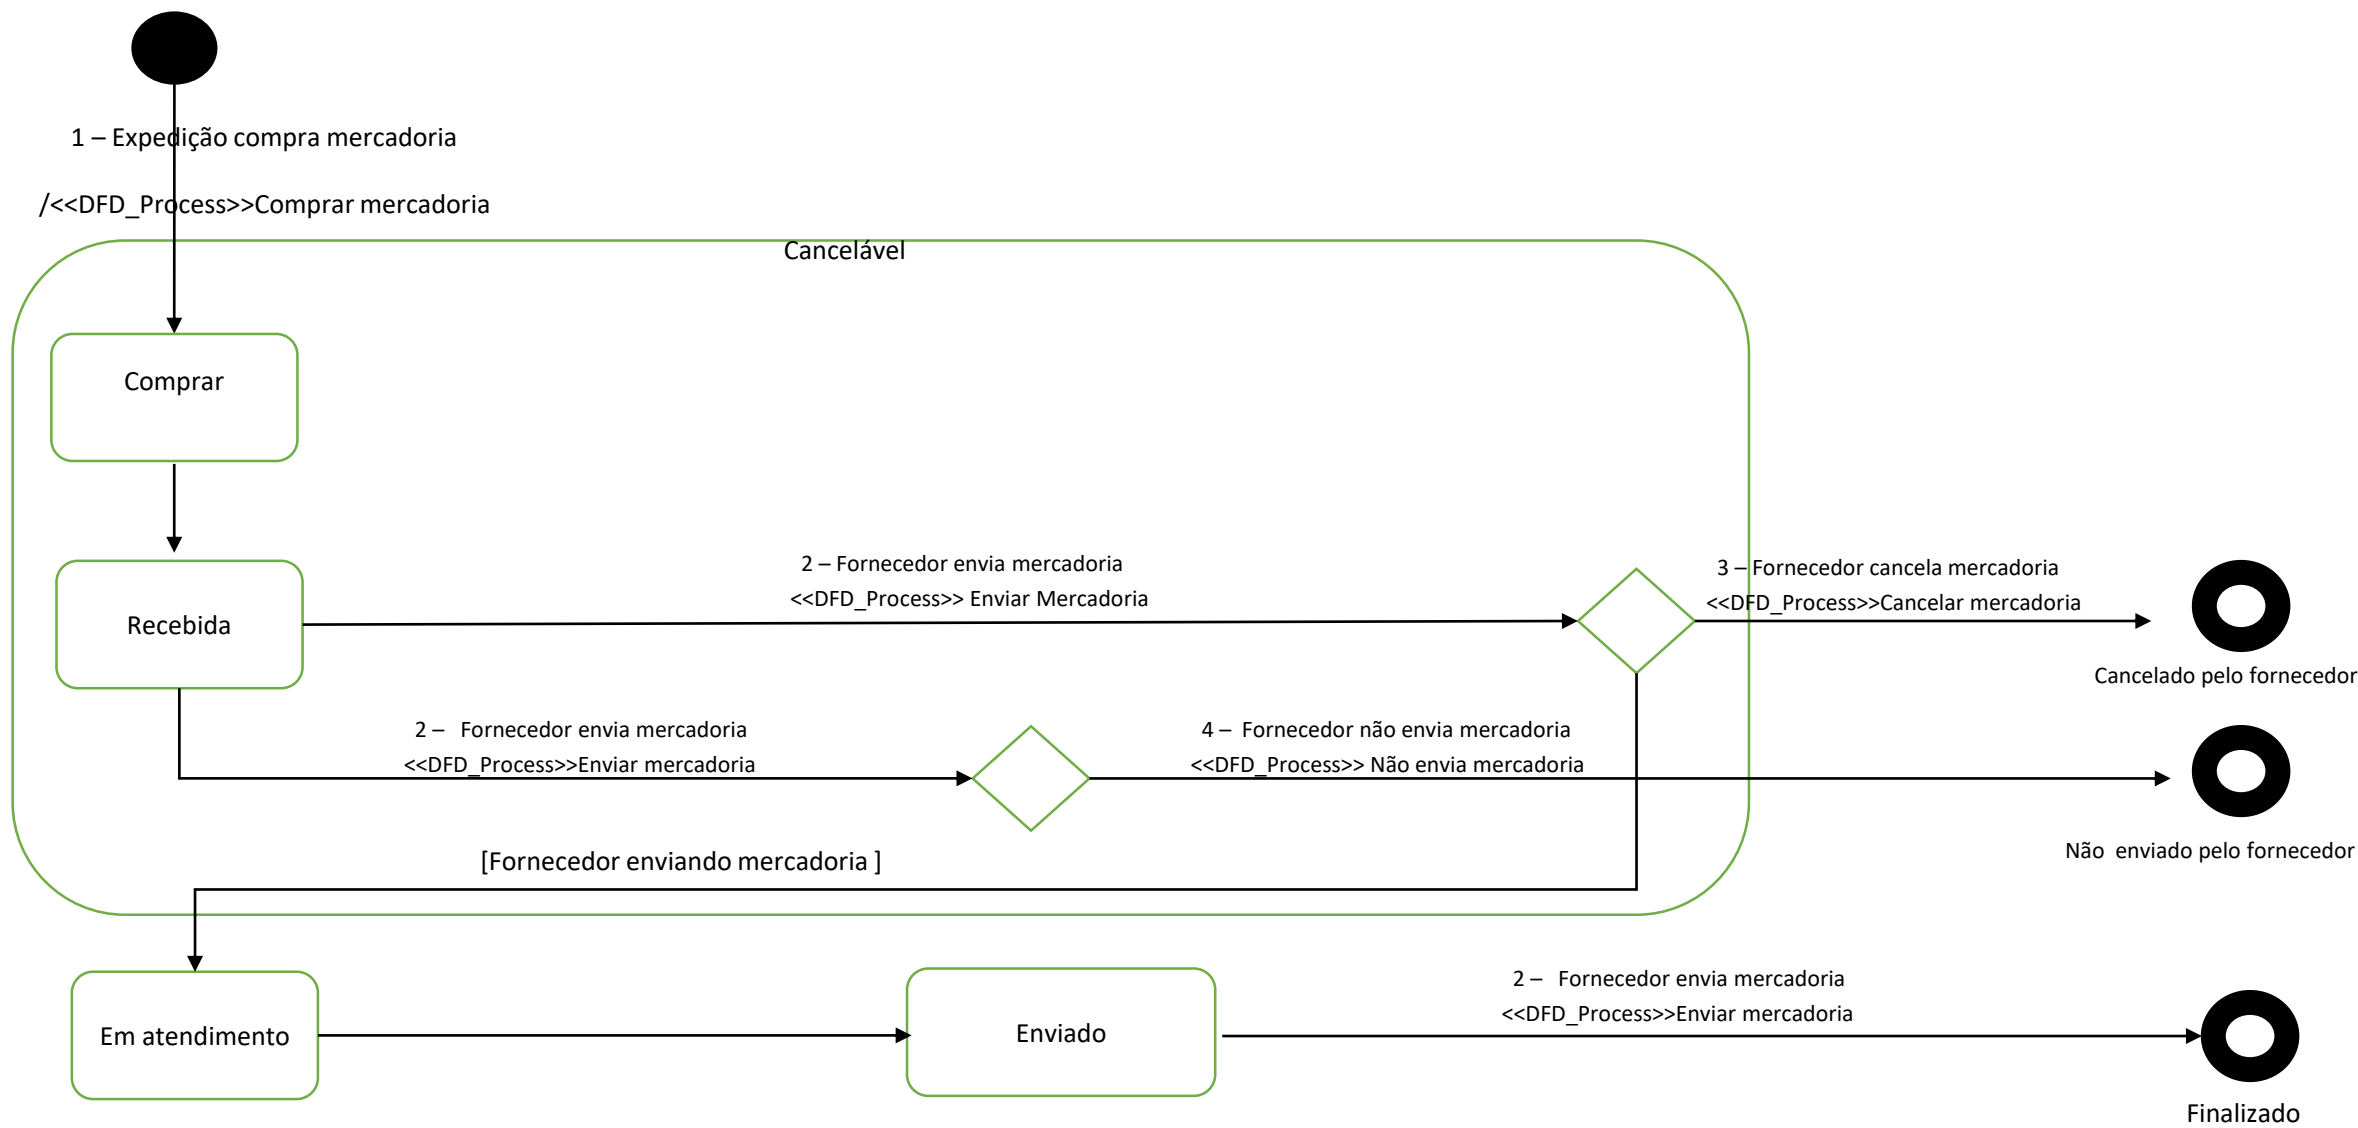 1 – Expedição compra mercadoria
/<<DFD_Process>>Comprar mercadoria
Cancelável
Comprar
2 – Fornecedor envia mercadoria
<<DFD_Process>> Enviar Mercadoria
3 – Fornecedor cancela mercadoria
<<DFD_Process>>Cancelar mercadoria
Recebida
Cancelado pelo fornecedor
2 – Fornecedor envia mercadoria
<<DFD_Process>>Enviar mercadoria
4 – Fornecedor não envia mercadoria
<<DFD_Process>> Não envia mercadoria
Não enviado pelo fornecedor
[Fornecedor enviando mercadoria ]
Em atendimento
Enviado
2 – Fornecedor envia mercadoria
<<DFD_Process>>Enviar mercadoria
Finalizado